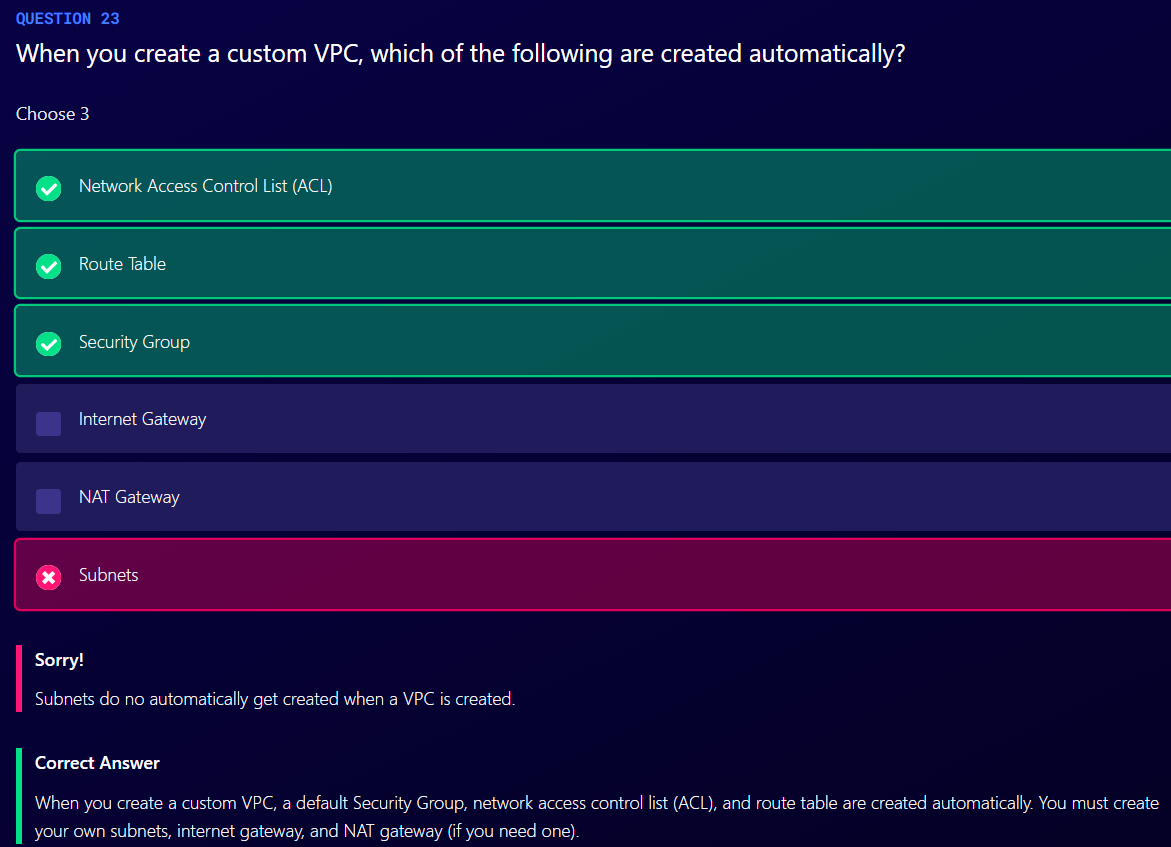 QUESTION 23
When you create a custom VPC, which of the following are created automatically?
Choose 3
Network Access Control List (ACL)
Route Table
Security Group
Internet Gateway
NAT Gateway
Subnets
Sorry!
Subnets do no automatically get created when a VPC is created.
Correct Answer
When you create a custom VPC, a default Security Group, network access control list (ACL), and route table are created automatically. You must create
your own subnets, internet gateway, and NAT gateway (if you need one).